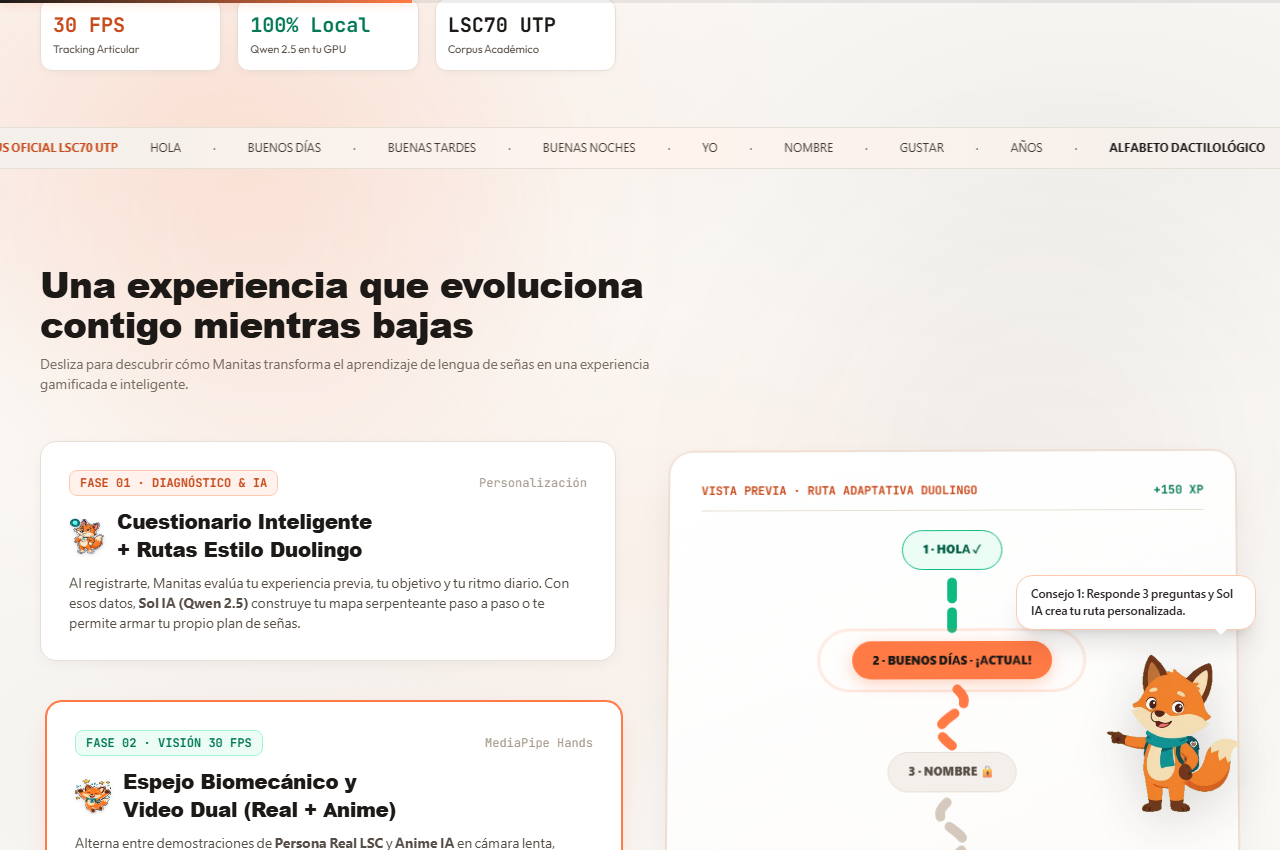 30 FPS
Tracking Articular
100% Local
Qwen 2.5 en tu GPU
LSC70 UTP
Corpus Académico
US OFICIAL LSC70 UTP HOLA · BUENOS DÍAS · BUENAS TARDES · BUENAS NOCHES · YO · NOMBRE · GUSTAR · AÑOS · ALFABETO DACTILOLÓGICO
Una experiencia que evoluciona
contigo mientras bajas
Desliza para descubrir cómo Manitas transforma el aprendizaje de lengua de señas en una experiencia
gamificada e inteligente.
FASE 01 · DIAGNÓSTICO & IA
Personalización
Cuestionario Inteligente
+ Rutas Estilo Duolingo
Al registrarte, Manitas evalúa tu experiencia previa, tu objetivo y tu ritmo diario. Con
esos datos, Sol IA (Qwen 2.5) construye tu mapa serpenteante paso a paso o te
permite armar tu propio plan de señas.
FASE 02 · VISIÓN 30 FPS
MediaPipe Hands
Espejo Biomecánico y
Video Dual (Real + Anime)
Alterna entre demostraciones de Persona Real LSC y Anime IA en cámara lenta,
VISTA PREVIA · RUTA ADAPTATIVA DUOLINGO
+150 XP
1 · HOLA ✓
Consejo 1: Responde 3 preguntas y Sol
IA crea tu ruta personalizada.
2 · BUENOS DÍAS · ¡ACTUAL!
3 · NOMBRE 🔒